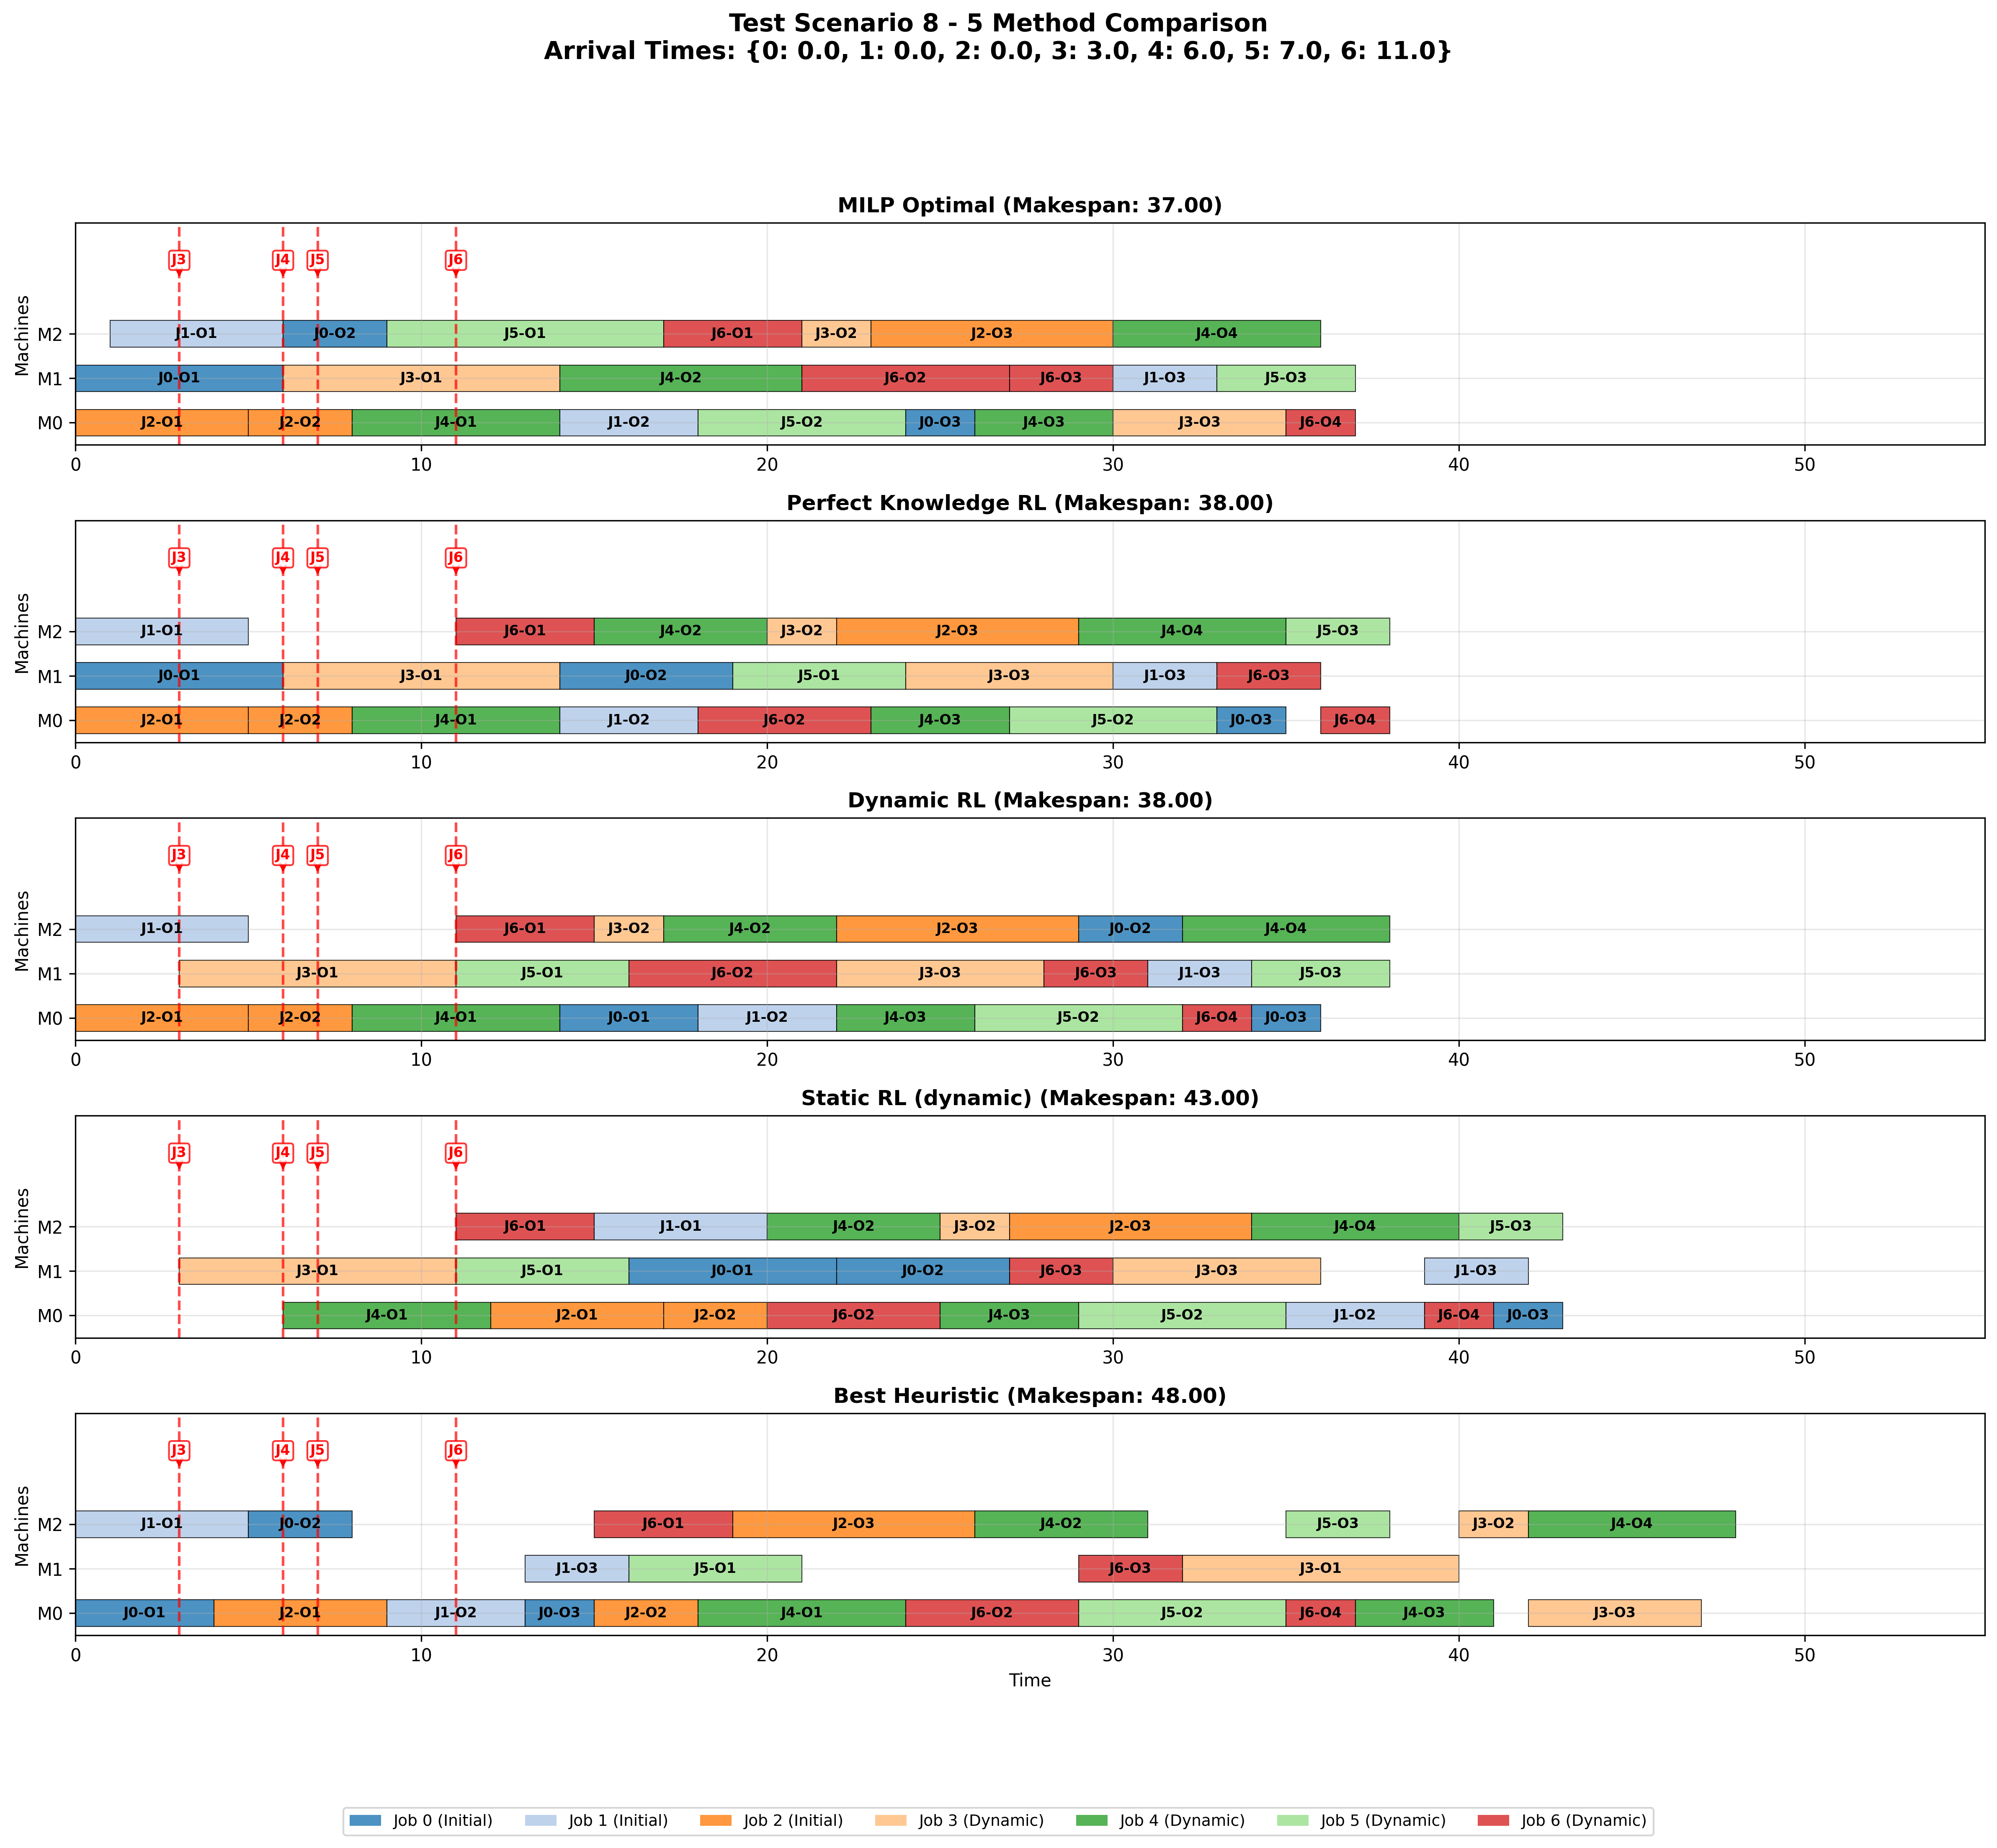 Test Scenario 8 - 5 Method Comparison
Arrival Times: {0: 0.0, 1: 0.0, 2: 0.0, 3: 3.0, 4: 6.0, 5: 7.0, 6: 11.0}
MILP Optimal (Makespan: 37.00)
J3 J4 J5 J6
Machines
M2 J1-O1 J0-O2 J5-O1 J6-O1 J3-O2 J2-O3 J4-O4
M1 J0-O1 J3-O1 J4-O2 J6-O2 J6-O3 J1-O3 J5-O3
M0 J2-O1 J2-O2 J4-O1 J1-O2 J5-O2 J0-O3 J4-O3 J3-O3 J6-O4
0 10 20 30 40 50
Perfect Knowledge RL (Makespan: 38.00)
J3 J4 J5 J6
Machines
M2 J1-O1 J6-O1 J4-O2 J3-O2 J2-O3 J4-O4 J5-O3
M1 J0-O1 J3-O1 J0-O2 J5-O1 J3-O3 J1-O3 J6-O3
M0 J2-O1 J2-O2 J4-O1 J1-O2 J6-O2 J4-O3 J5-O2 J0-O3 J6-O4
0 10 20 30 40 50
Dynamic RL (Makespan: 38.00)
J3 J4 J5 J6
Machines
M2 J1-O1 J6-O1 J3-O2 J4-O2 J2-O3 J0-O2 J4-O4
M1 J3-O1 J5-O1 J6-O2 J3-O3 J6-O3 J1-O3 J5-O3
M0 J2-O1 J2-O2 J4-O1 J0-O1 J1-O2 J4-O3 J5-O2 J6-O4 J0-O3
0 10 20 30 40 50
Static RL (dynamic) (Makespan: 43.00)
J3 J4 J5 J6
Machines
M2 J6-O1 J1-O1 J4-O2 J3-O2 J2-O3 J4-O4 J5-O3
M1 J3-O1 J5-O1 J0-O1 J0-O2 J6-O3 J3-O3 J1-O3
M0 J4-O1 J2-O1 J2-O2 J6-O2 J4-O3 J5-O2 J1-O2 J6-O4 J0-O3
0 10 20 30 40 50
Best Heuristic (Makespan: 48.00)
J3 J4 J5 J6
Machines
M2 J1-O1 J0-O2 J6-O1 J2-O3 J4-O2 J5-O3 J3-O2 J4-O4
M1 J1-O3 J5-O1 J6-O3 J3-O1
M0 J0-O1 J2-O1 J1-O2 J0-O3 J2-O2 J4-O1 J6-O2 J5-O2 J6-O4 J4-O3 J3-O3
0 10 20 30 40 50
Time
Job 0 (Initial) Job 1 (Initial) Job 2 (Initial) Job 3 (Dynamic) Job 4 (Dynamic) Job 5 (Dynamic) Job 6 (Dynamic)